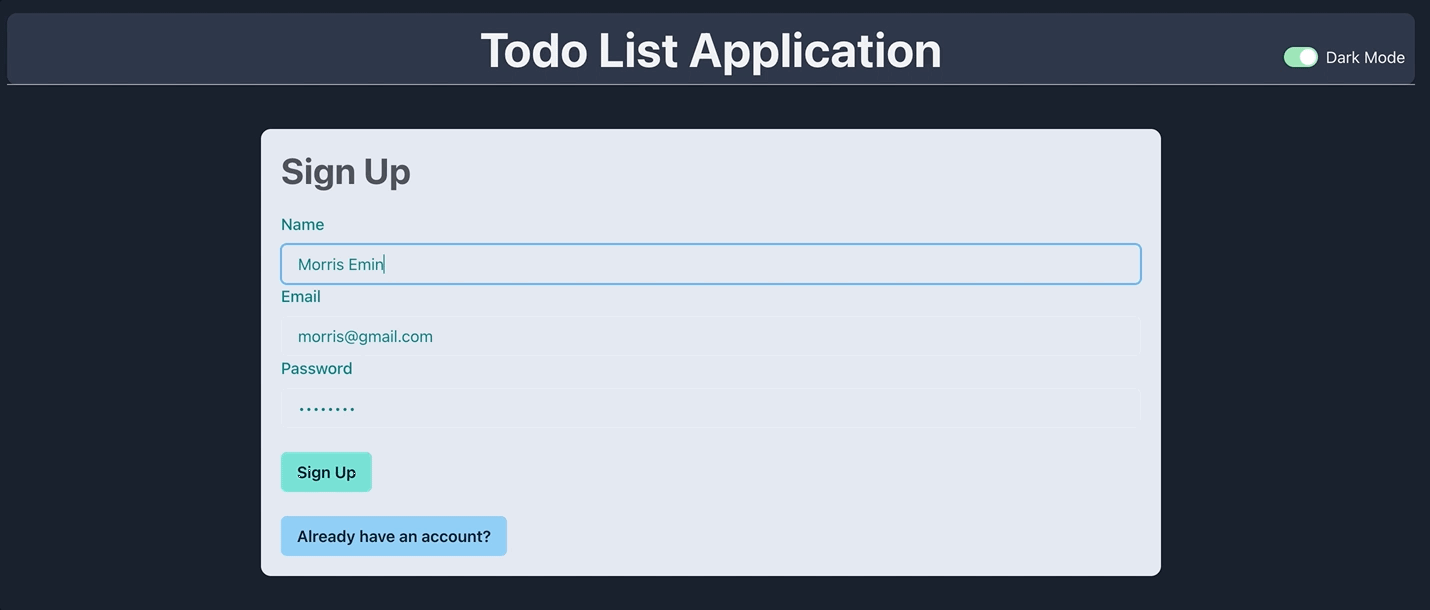 Todo List Application
Dark Mode
Sign Up
Name
Morris Emin
Email
morris@gmail.com
Password
••••••••
Sign Up
Already have an account?